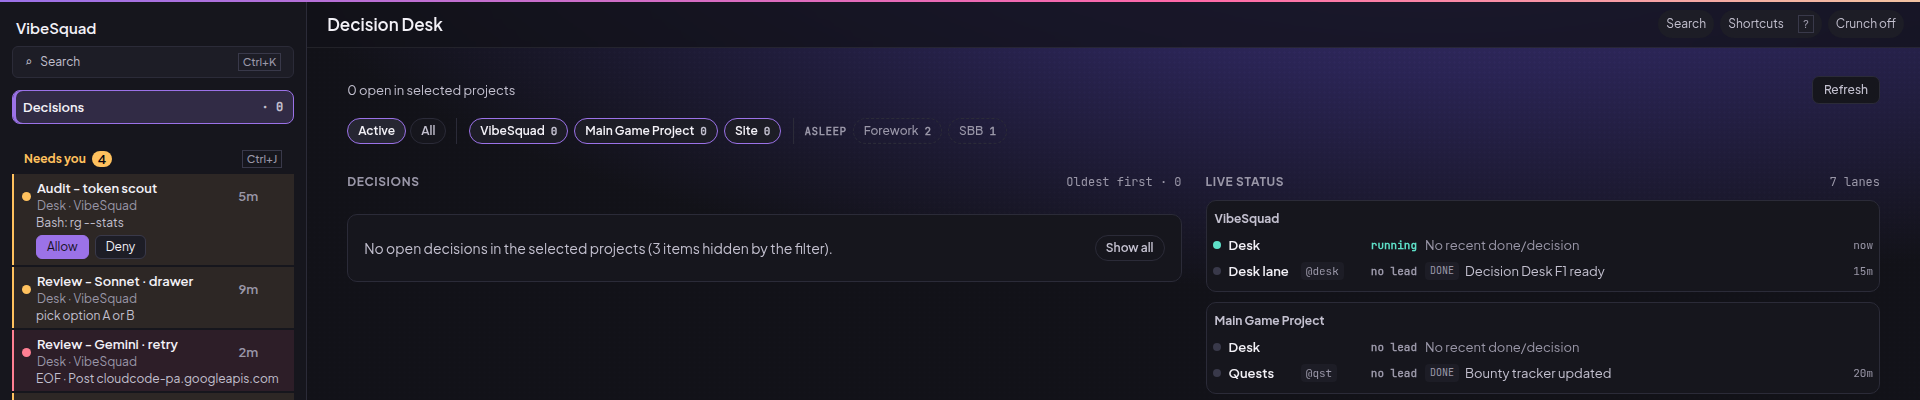 VibeSquad
Search Ctrl+K
Decisions · 0
Needs you 4 Ctrl+J
Audit – token scout 5m
Desk · VibeSquad
Bash: rg --stats
Allow Deny
Review – Sonnet · drawer 9m
Desk · VibeSquad
pick option A or B
Review – Gemini · retry 2m
Desk · VibeSquad
EOF · Post cloudcode-pa.googleapis.com
Decision Desk Search Shortcuts ? Crunch off
0 open in selected projects Refresh
Active All VibeSquad 0 Main Game Project 0 Site 0 ASLEEP Forework 2 SBB 1
DECISIONS Oldest first · 0
No open decisions in the selected projects (3 items hidden by the filter). Show all
LIVE STATUS 7 lanes
VibeSquad
Desk running No recent done/decision now
Desk lane @desk no lead DONE Decision Desk F1 ready 15m
Main Game Project
Desk no lead No recent done/decision
Quests @qst no lead DONE Bounty tracker updated 20m